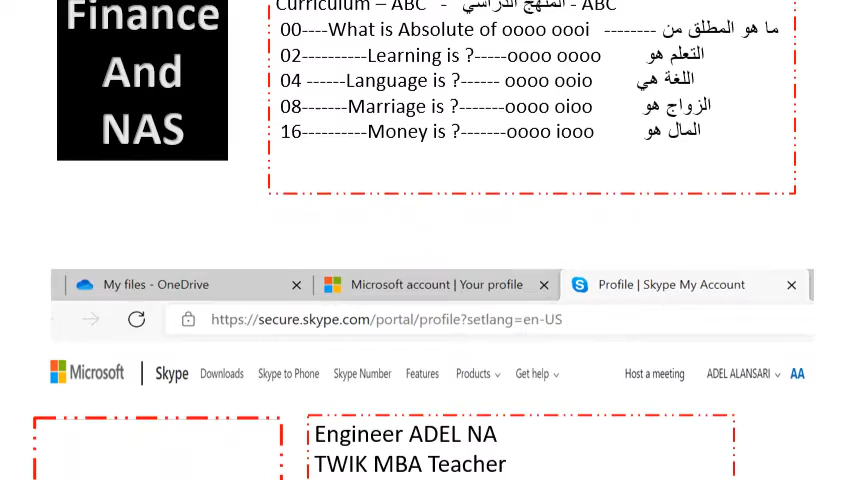 Finance
And
NAS
Curriculum – ABC - المنهج الدراسي - ABC
00----What is Absolute of oooo oooi -------- ما هو المطلق من
02----------Learning is ?-----oooo oooo التعلم هو
04 ------Language is ?------ oooo ooio اللغة هي
08-------Marriage is ?------- oooo oioo الزواج هو
16----------Money is ?-------oooo iooo المال هو
My files - OneDrive
Microsoft account | Your profile
Profile | Skype My Account
https://secure.skype.com/portal/profile?setlang=en-US
Microsoft
Skype Downloads Skype to Phone Skype Number Features Products Get help Host a meeting ADEL ALANSARI AA
Engineer ADEL NA
TWIK MBA Teacher